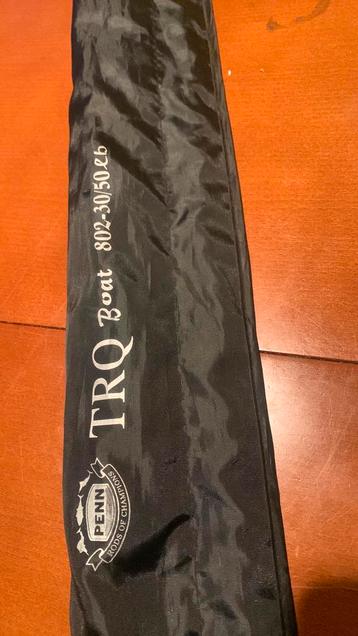 PENN
RODS OF CHAMPIONS
TRQ Boat 802-30/50lb